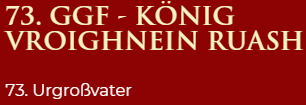 73. GGF - KÖNIG
VROIGHNEIN RUASH
73. Urgroßvater